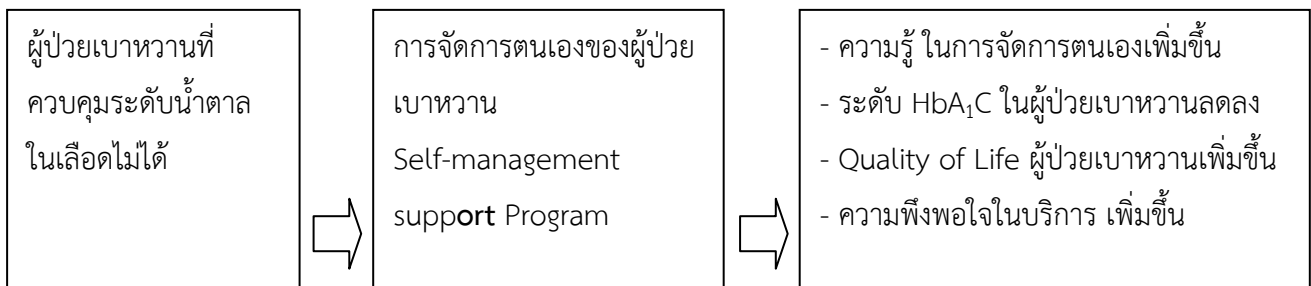 ผู้ป่วยเบาหวานที่
ควบคุมระดับน้ำตาล
ในเลือดไม่ได้
การจัดการตนเองของผู้ป่วย
เบาหวาน
Self-management
support Program
- ความรู้ ในการจัดการตนเองเพิ่มขึ้น
- ระดับ HbA₁C ในผู้ป่วยเบาหวานลดลง
- Quality of Life ผู้ป่วยเบาหวานเพิ่มขึ้น
- ความพึงพอใจในบริการ เพิ่มขึ้น